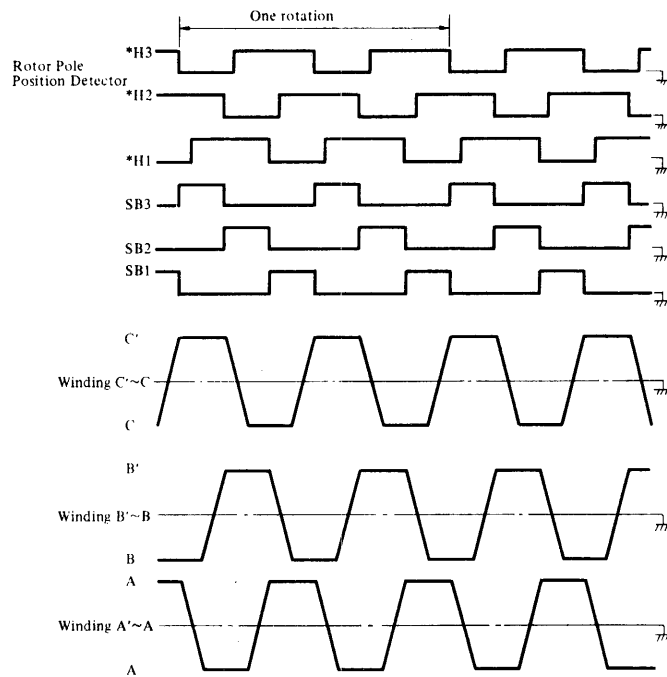 One rotation
Rotor Pole
Position Detector
*H3
*H2
*H1
SB3
SB2
SB1
C'
Winding C'~C
C
B'
Winding B'~B
B
A
Winding A'~A
A